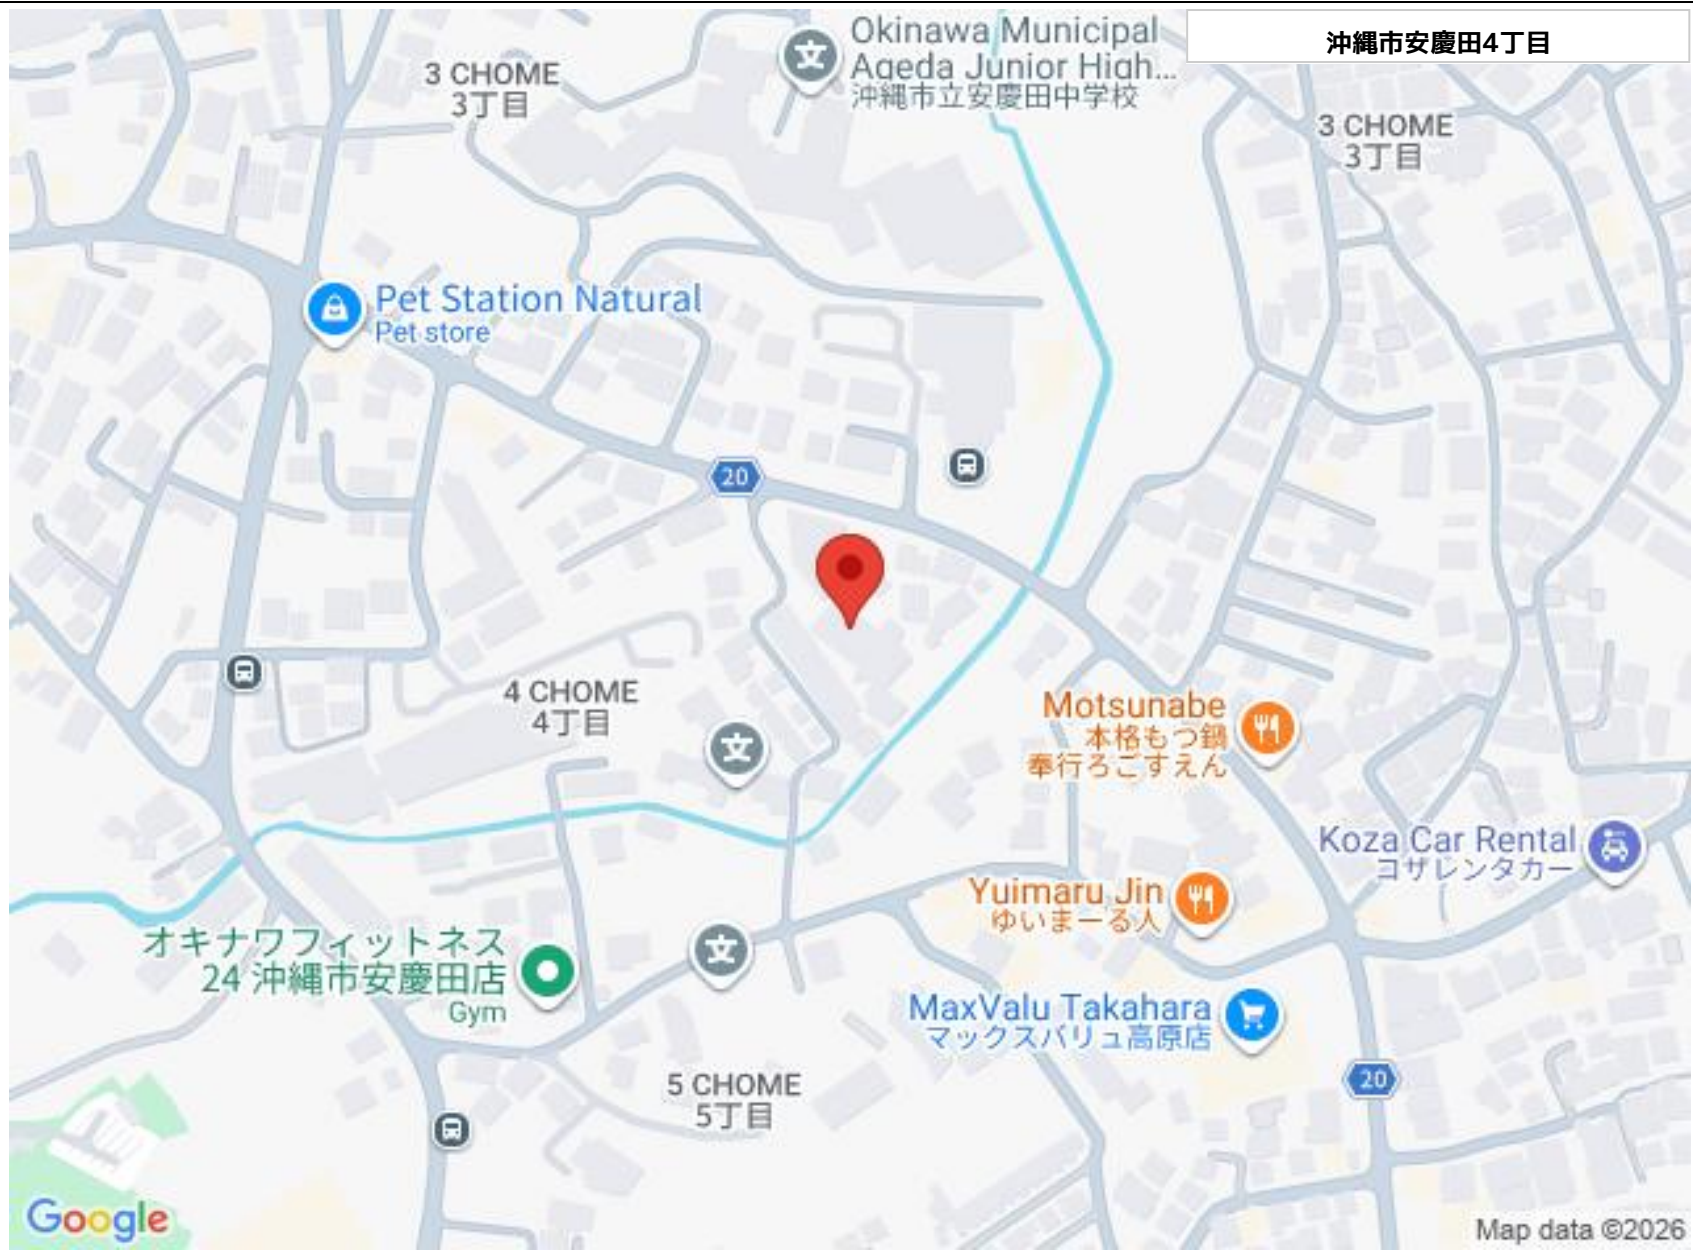 Okinawa Municipal
Ageda Junior High...
沖縄市立安慶田中学校
沖縄市安慶田4丁目
3 CHOME
3丁目
3 CHOME
3丁目
Pet Station Natural
Pet store
20
4 CHOME
4丁目
文
文
文
Motsunabe
本格もつ鍋
奉行ろごすえん
Koza Car Rental
コザレンタカー
Yuimaru Jin
ゆいまーる人
オキナワフィットネス
24 沖縄市安慶田店
Gym
MaxValu Takahara
マックスバリュ高原店
5 CHOME
5丁目
20
Google
Map data ©2026